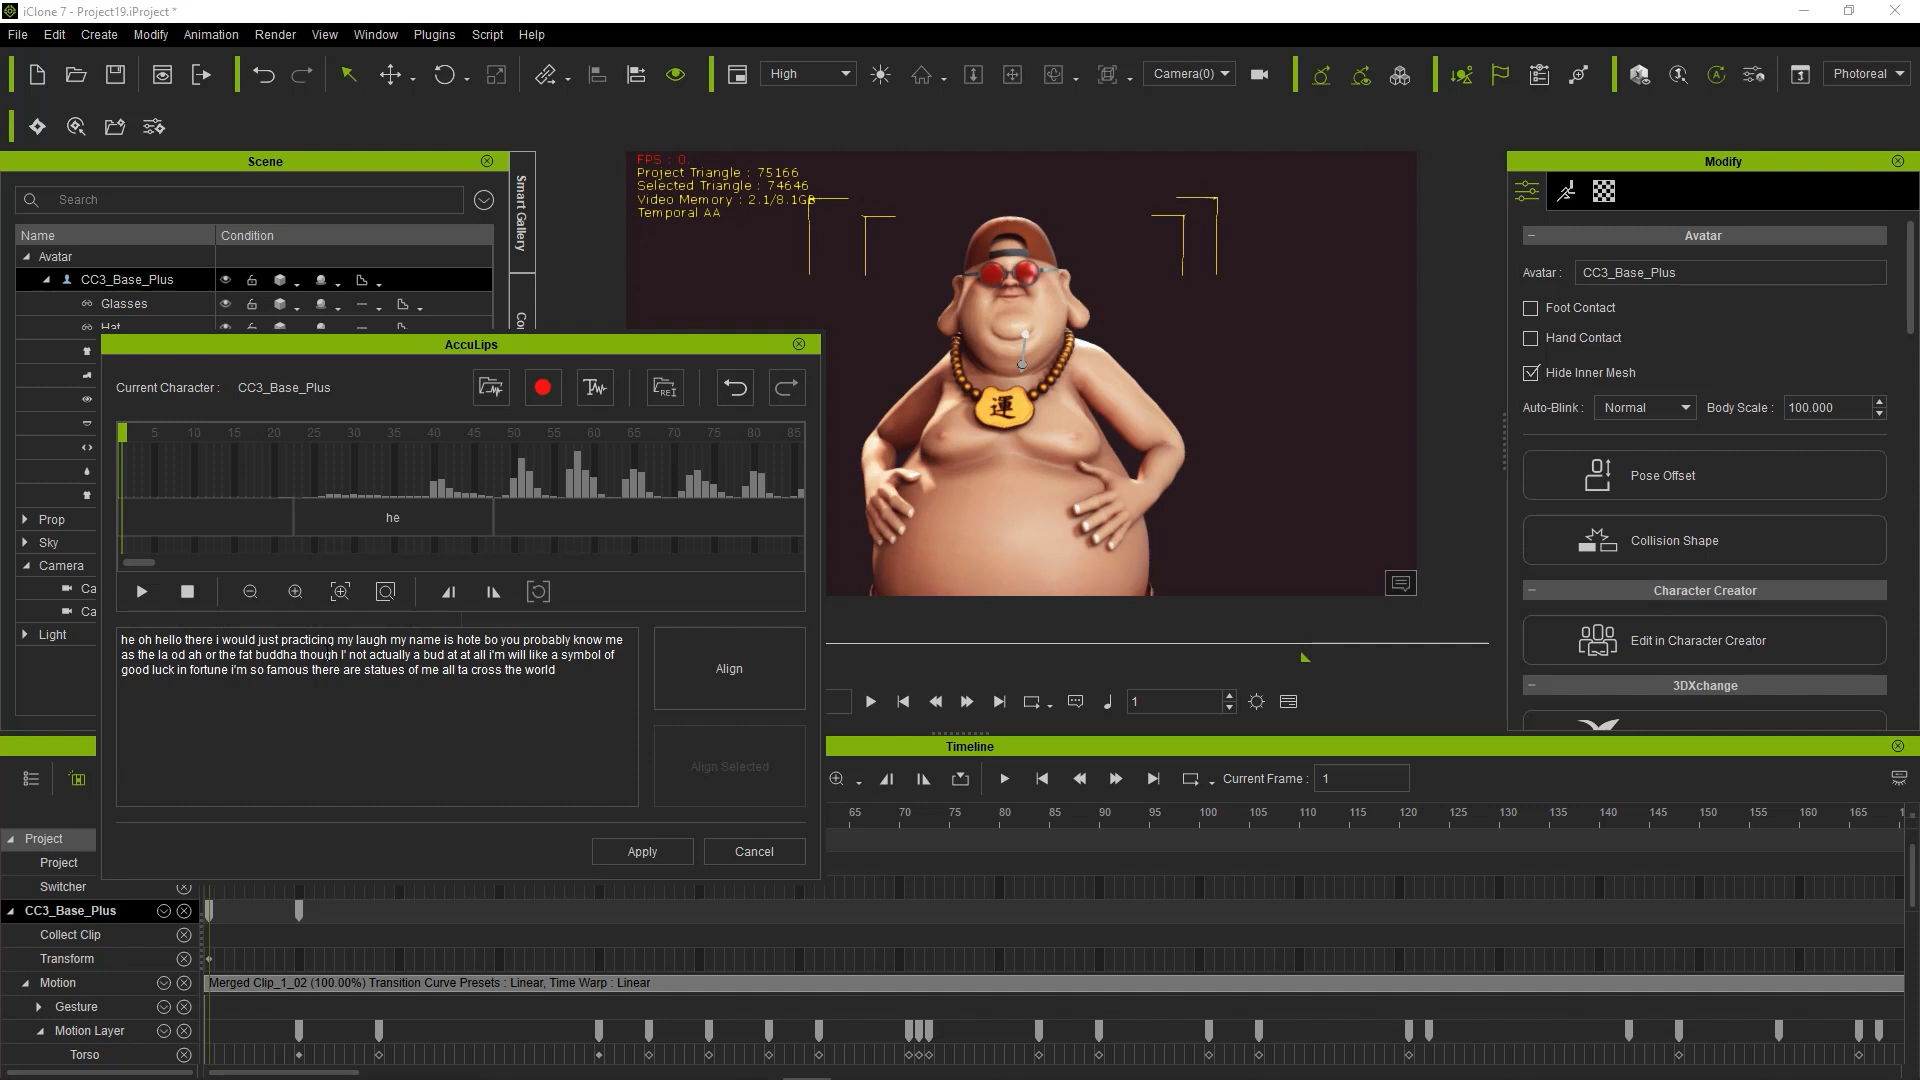 iClone 7 - Project19.iProject *
File Edit Create Modify Animation Render View Window Plugins Script Help
High Camera(0) Photoreal
Scene
Search
Name Condition
Avatar
CC3_Base_Plus
Glasses
Hat
Prop
Sky
Camera
Ca
Ca
Light
Smart Gallery
Co
FPS : 0.
Project Triangle : 75166
Selected Triangle : 74646
Video Memory : 2.1/8.1GB
Temporal AA
運
AccuLips
Current Character : CC3_Base_Plus
REI
5 10 15 20 25 30 35 40 45 50 55 60 65 70 75 80 85
he
he oh hello there i would just practicing my laugh my name is hote bo you probably know me
as the la od ah or the fat buddha though I' not actually a bud at at all i'm will like a symbol of
good luck in fortune i'm so famous there are statues of me all ta cross the world
Align
Align Selected
Apply Cancel
Modify
Avatar
Avatar : CC3_Base_Plus
Foot Contact
Hand Contact
Hide Inner Mesh
Auto-Blink : Normal Body Scale : 100.000
Pose Offset
Collision Shape
Character Creator
Edit in Character Creator
3DXchange
1
Timeline
Current Frame : 1
65 70 75 80 85 90 95 100 105 110 115 120 125 130 135 140 145 150 155 160 165 1
Project
Project
Switcher
CC3_Base_Plus
Collect Clip
Transform
Motion
Merged Clip_1_02 (100.00%) Transition Curve Presets : Linear, Time Warp : Linear
Gesture
Motion Layer
Torso